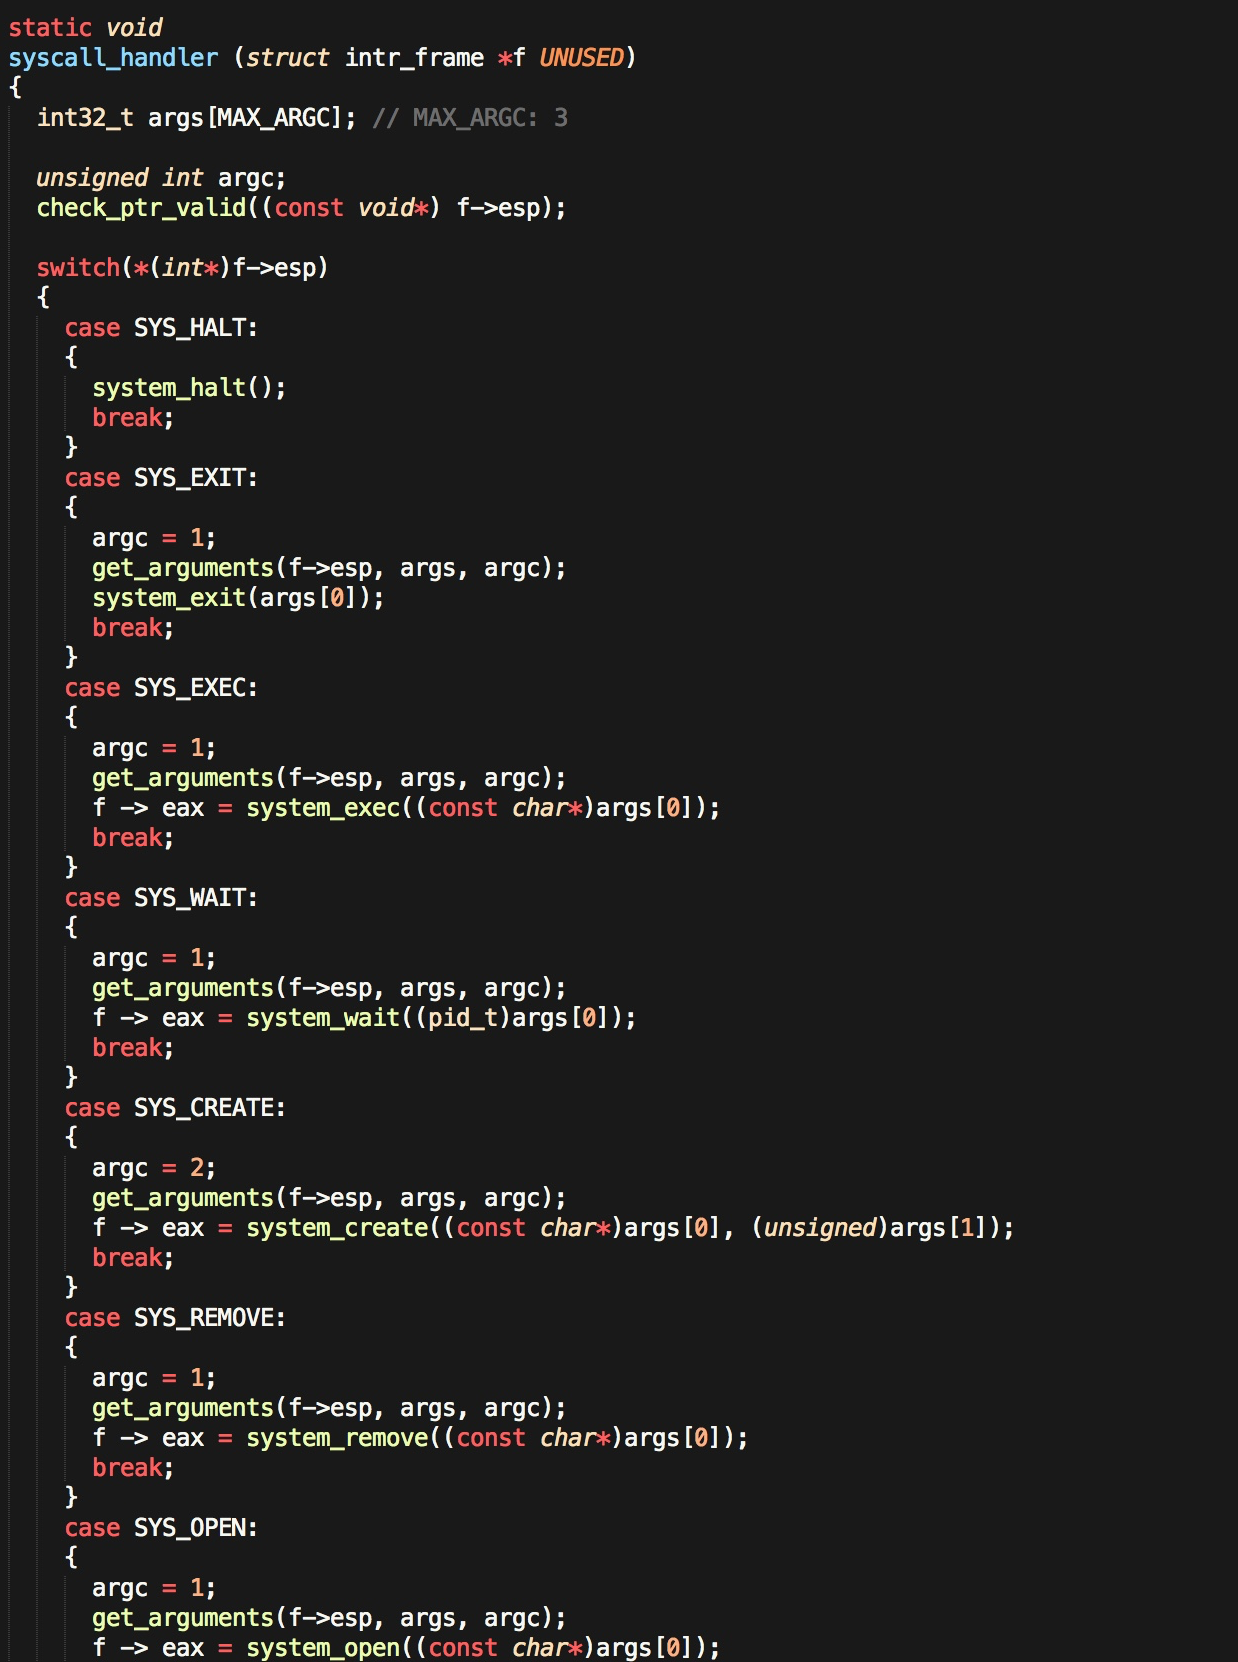 static void
syscall_handler (struct intr_frame *f UNUSED)
{
  int32_t args[MAX_ARGC]; // MAX_ARGC: 3

  unsigned int argc;
  check_ptr_valid((const void*) f->esp);

  switch(*(int*)f->esp)
  {
    case SYS_HALT:
    {
      system_halt();
      break;
    }
    case SYS_EXIT:
    {
      argc = 1;
      get_arguments(f->esp, args, argc);
      system_exit(args[0]);
      break;
    }
    case SYS_EXEC:
    {
      argc = 1;
      get_arguments(f->esp, args, argc);
      f -> eax = system_exec((const char*)args[0]);
      break;
    }
    case SYS_WAIT:
    {
      argc = 1;
      get_arguments(f->esp, args, argc);
      f -> eax = system_wait((pid_t)args[0]);
      break;
    }
    case SYS_CREATE:
    {
      argc = 2;
      get_arguments(f->esp, args, argc);
      f -> eax = system_create((const char*)args[0], (unsigned)args[1]);
      break;
    }
    case SYS_REMOVE:
    {
      argc = 1;
      get_arguments(f->esp, args, argc);
      f -> eax = system_remove((const char*)args[0]);
      break;
    }
    case SYS_OPEN:
    {
      argc = 1;
      get_arguments(f->esp, args, argc);
      f -> eax = system_open((const char*)args[0]);